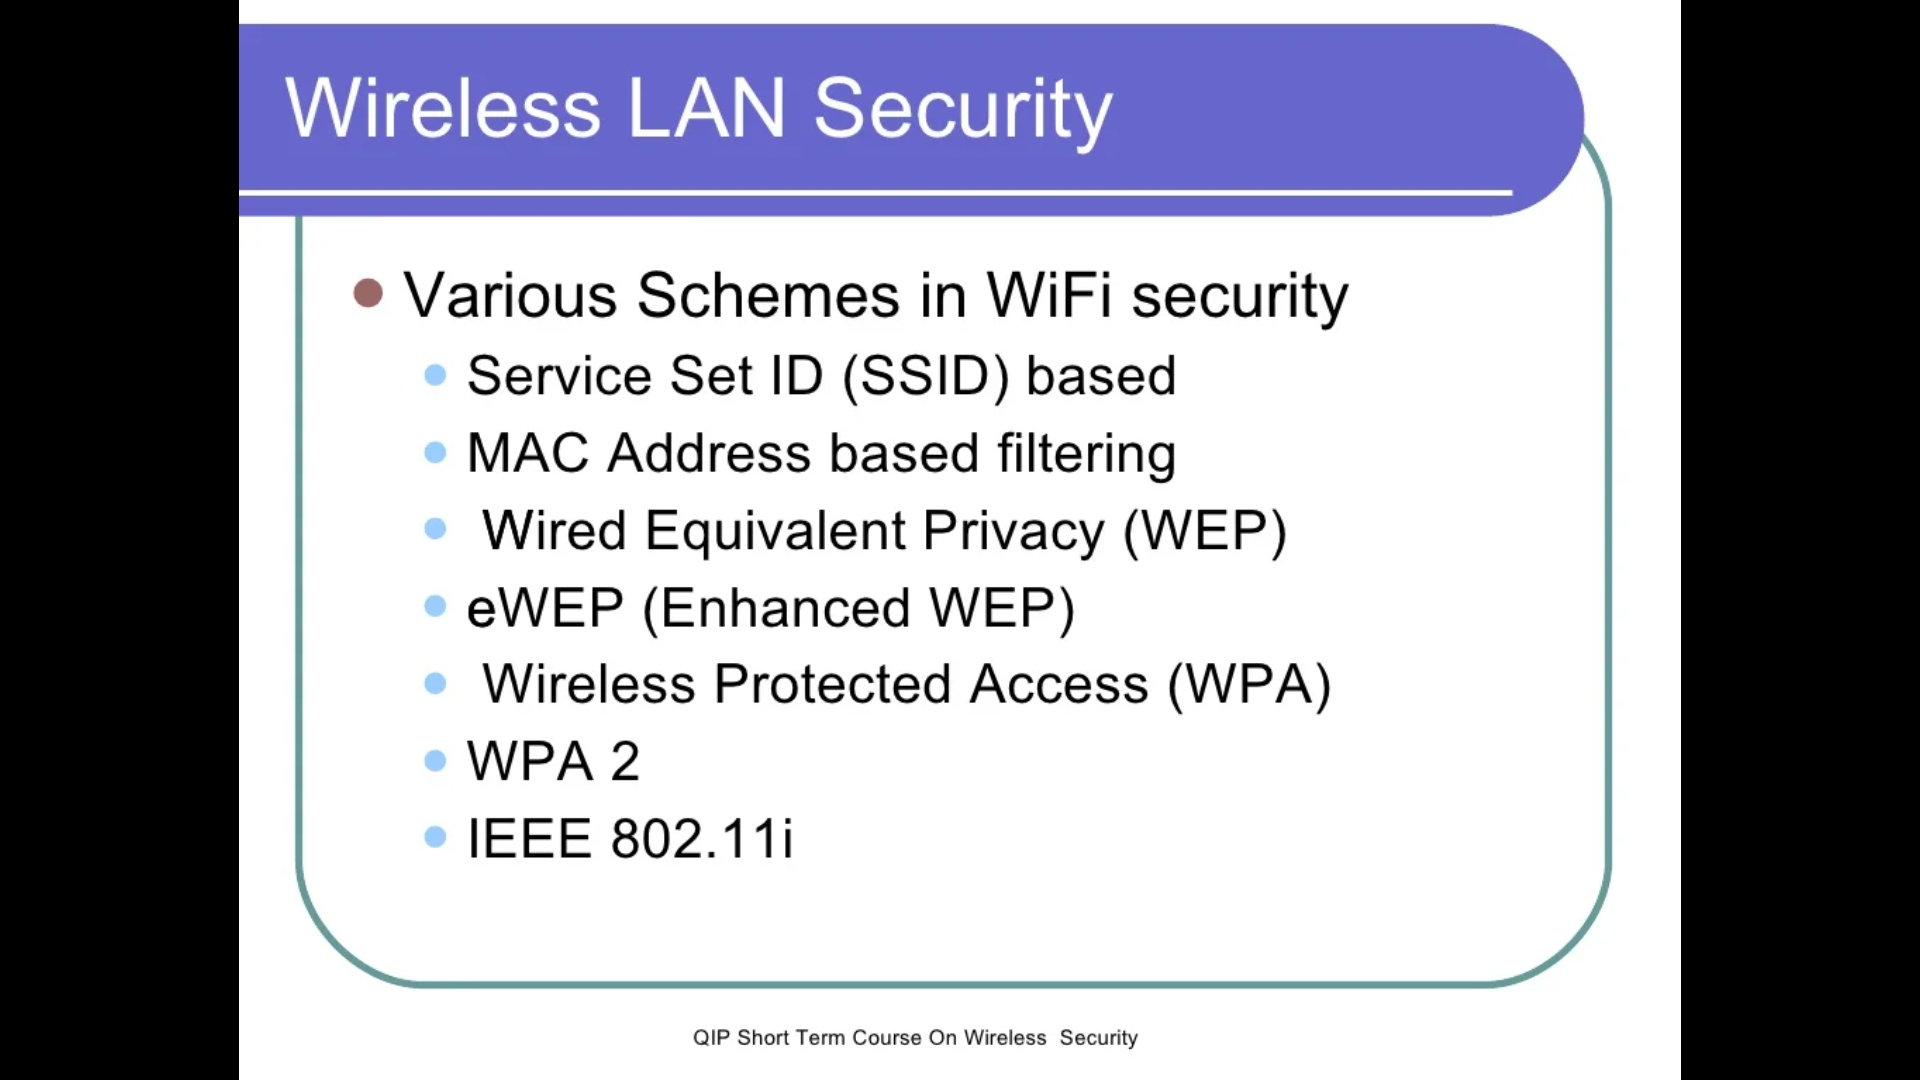 Wireless LAN Security
Various Schemes in WiFi security
Service Set ID (SSID) based
MAC Address based filtering
Wired Equivalent Privacy (WEP)
eWEP (Enhanced WEP)
Wireless Protected Access (WPA)
WPA 2
IEEE 802.11i
QIP Short Term Course On Wireless  Security